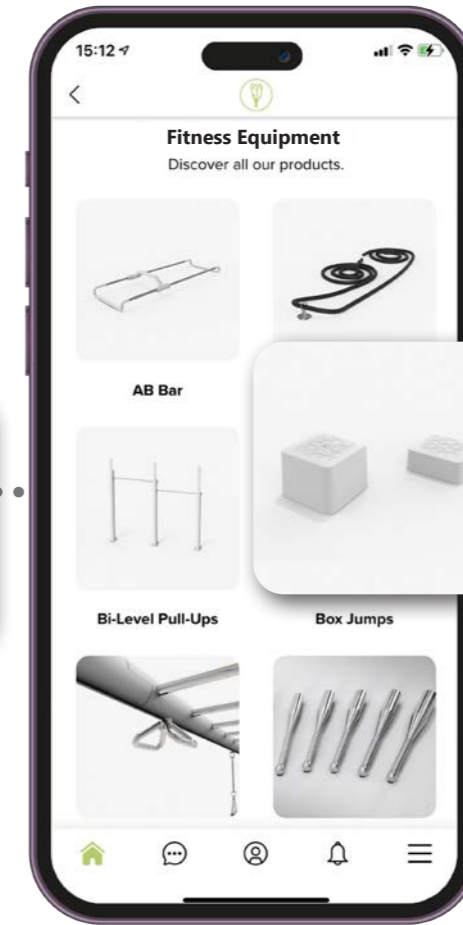 15:12
Fitness Equipment
Discover all our products.
AB Bar
Bi-Level Pull-Ups
Box Jumps